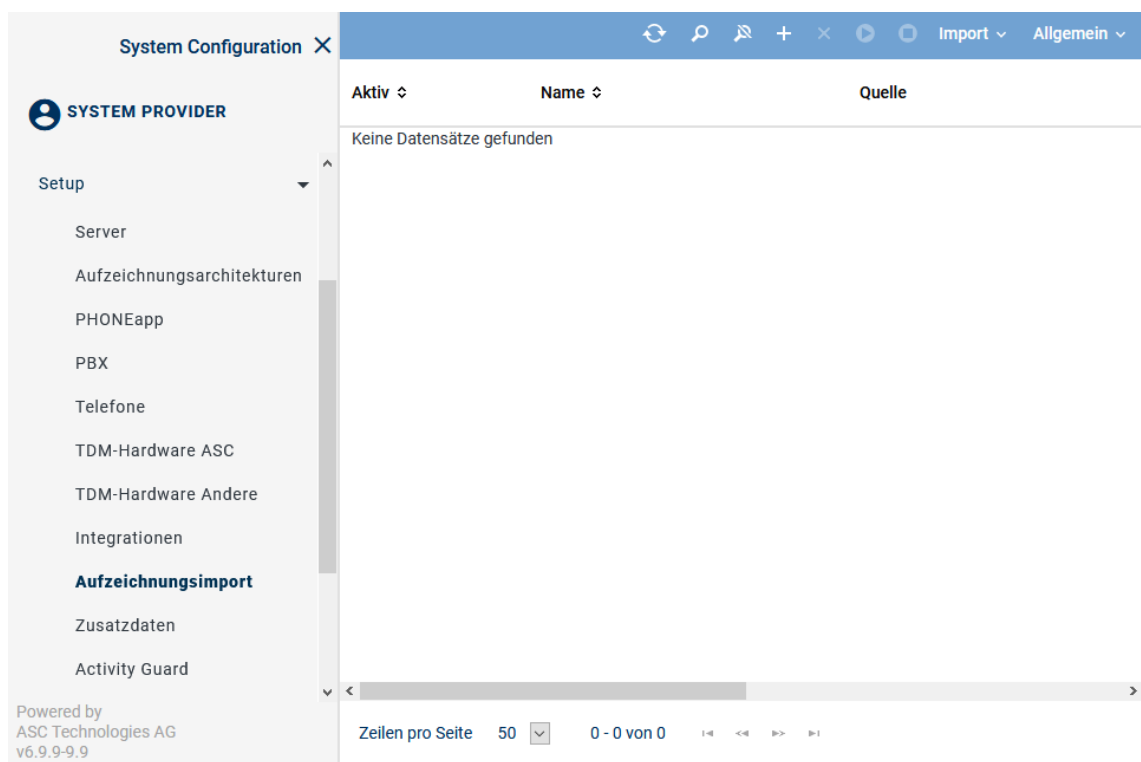 System Configuration
Import
Allgemein
SYSTEM PROVIDER
Aktiv
Name
Quelle
Keine Datensätze gefunden
Setup
Server
Aufzeichnungsarchitekturen
PHONEapp
PBX
Telefone
TDM-Hardware ASC
TDM-Hardware Andere
Integrationen
Aufzeichnungsimport
Zusatzdaten
Activity Guard
Powered by
ASC Technologies AG
v6.9.9-9.9
Zeilen pro Seite 50 0 - 0 von 0